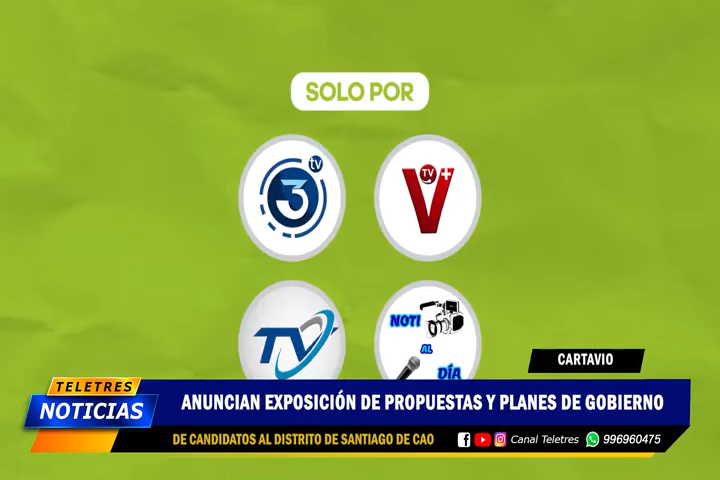 SOLO POR
3 tv
V TV +
TV
NOTI
AL
DÍA
CARTAVIO
TELETRES
NOTICIAS
ANUNCIAN EXPOSICIÓN DE PROPUESTAS Y PLANES DE GOBIERNO
DE CANDIDATOS AL DISTRITO DE SANTIAGO DE CAO
Canal Teletres
996960475